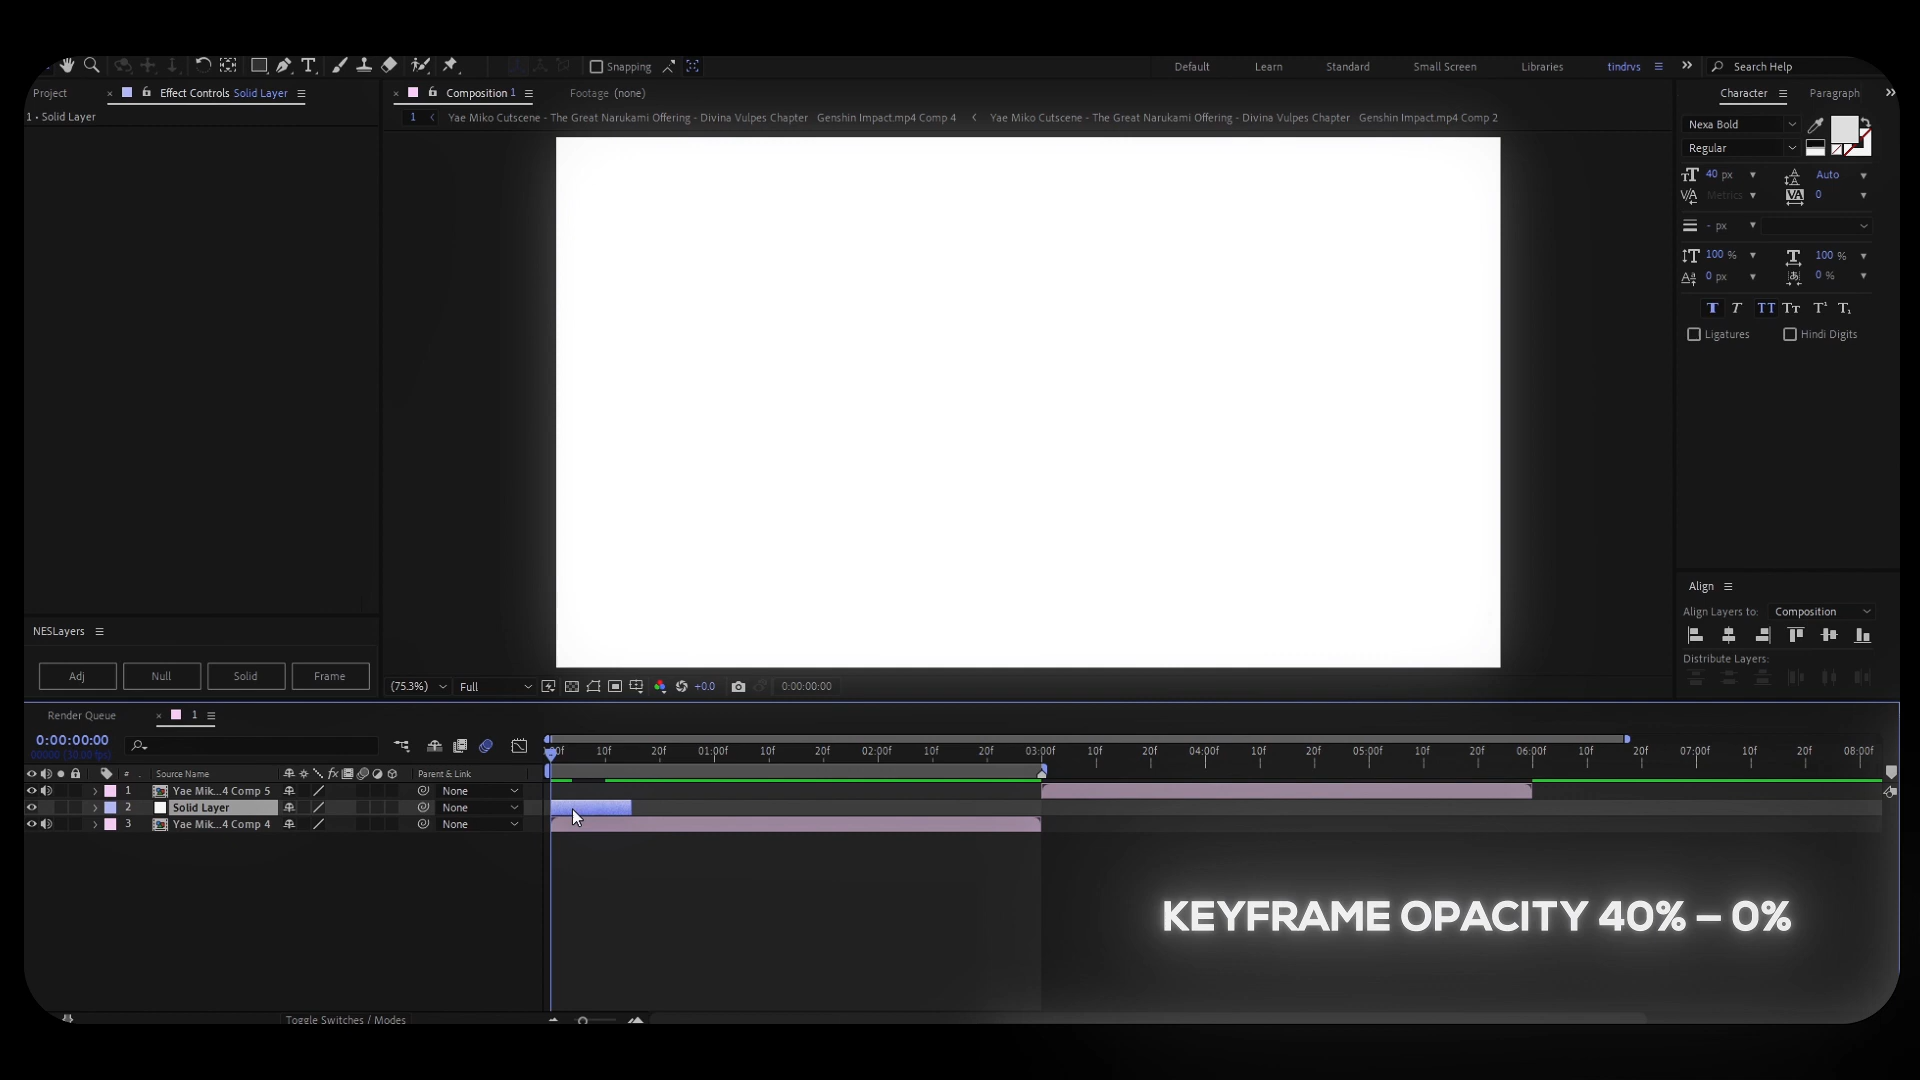 Snapping
Default
Learn
Standard
Small Screen
Libraries
tindrvs
Search Help
Project
Effect Controls Solid Layer
Composition 1
Footage (none)
Character
Paragraph
1 • Solid Layer
1
Yae Miko Cutscene - The Great Narukami Offering - Divina Vulpes Chapter   Genshin Impact.mp4 Comp 4
Yae Miko Cutscene - The Great Narukami Offering - Divina Vulpes Chapter   Genshin Impact.mp4 Comp 2
Nexa Bold
Regular
40 px
Auto
Metrics
0
- px
100 %
100 %
0 px
0 %
Ligatures
Hindi Digits
Align
Align Layers to:
Composition
Distribute Layers:
NESLayers
Adj
Null
Solid
Frame
(75.3%)
Full
+0.0
0:00:00:00
Render Queue
1
0:00:00:00
00000 (30.00 fps)
10f
20f
01:00f
10f
20f
02:00f
10f
20f
03:00f
10f
20f
04:00f
10f
20f
05:00f
10f
20f
06:00f
10f
20f
07:00f
10f
20f
08:00f
#
Source Name
Parent & Link
1
Yae Mik...4 Comp 5
None
2
Solid Layer
None
3
Yae Mik...4 Comp 4
None
KEYFRAME OPACITY 40% – 0%
Toggle Switches / Modes